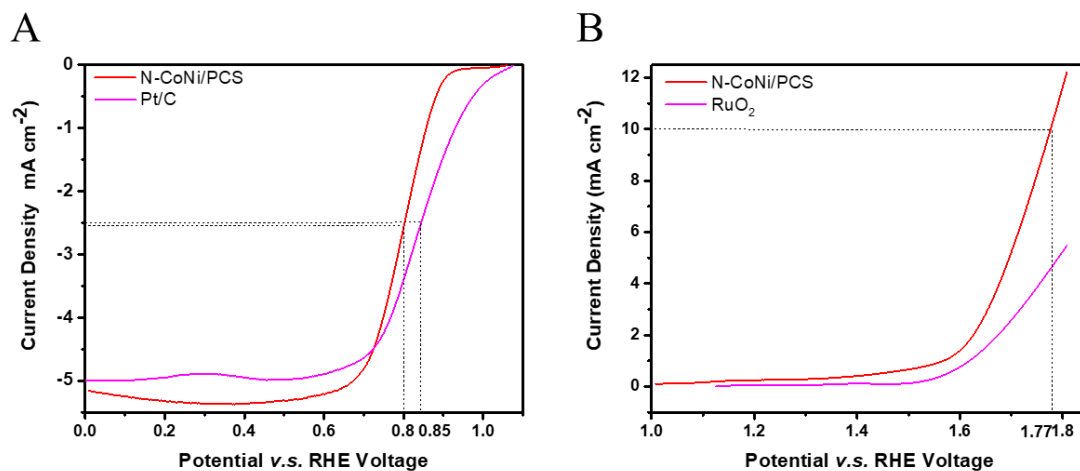 A
N-CoNi/PCS
Pt/C
0
-1
-2
-3
-4
-5
Current Density mA cm-2
0.0
0.2
0.4
0.6
0.8
0.85
1.0
Potential v.s. RHE Voltage
B
N-CoNi/PCS
RuO2
12
10
8
6
4
2
0
Current Density (mA cm-2)
1.0
1.2
1.4
1.6
1.77
1.8
Potential v.s. RHE Voltage